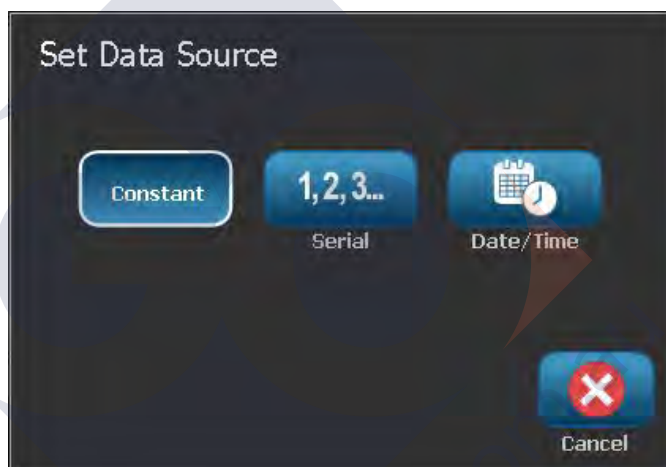 Set Data Source
Constant
1, 2, 3...
Serial
Date/Time
Cancel